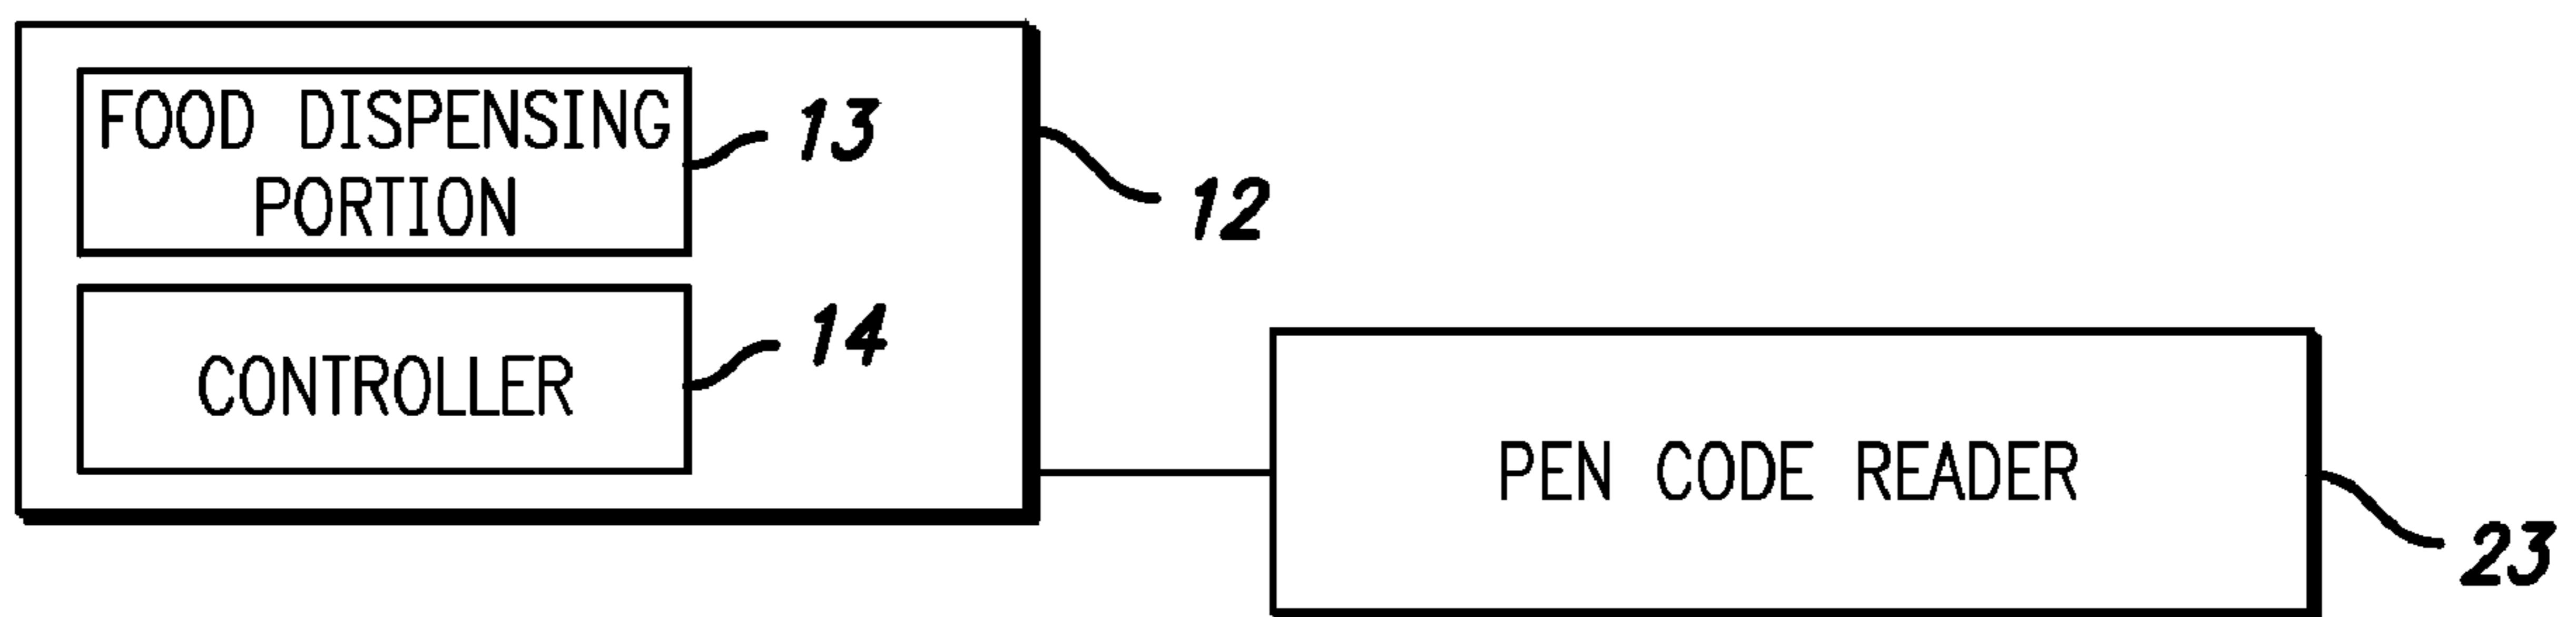 FOOD DISPENSING
PORTION
13
12
CONTROLLER
14
PEN CODE READER
23